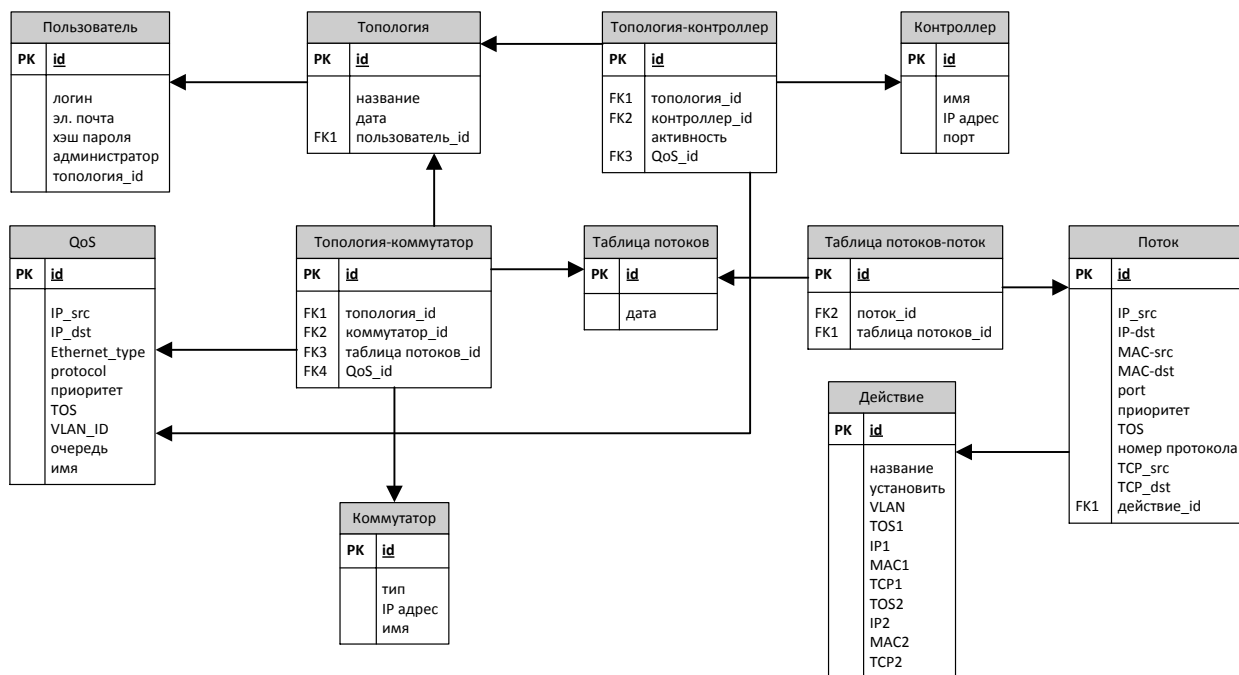 Пользователь
PK id
логин
эл. почта
хэш пароля
администратор
топология_id
Топология
PK id
название
дата
FK1 пользователь_id
Топология-контроллер
PK id
FK1 топология_id
FK2 контроллер_id
активность
FK3 QoS_id
Контроллер
PK id
имя
IP адрес
порт
QoS
PK id
IP_src
IP_dst
Ethernet_type
protocol
приоритет
TOS
VLAN_ID
очередь
имя
Топология-коммутатор
PK id
FK1 топология_id
FK2 коммутатор_id
FK3 таблица потоков_id
FK4 QoS_id
Таблица потоков
PK id
дата
Таблица потоков-поток
PK id
FK2 поток_id
FK1 таблица потоков_id
Поток
PK id
IP_src
IP-dst
MAC-src
MAC-dst
port
приоритет
TOS
номер протокола
TCP_src
TCP_dst
FK1 действие_id
Действие
PK id
название
установить
VLAN
TOS1
IP1
MAC1
TCP1
TOS2
IP2
MAC2
TCP2
Коммутатор
PK id
тип
IP адрес
имя